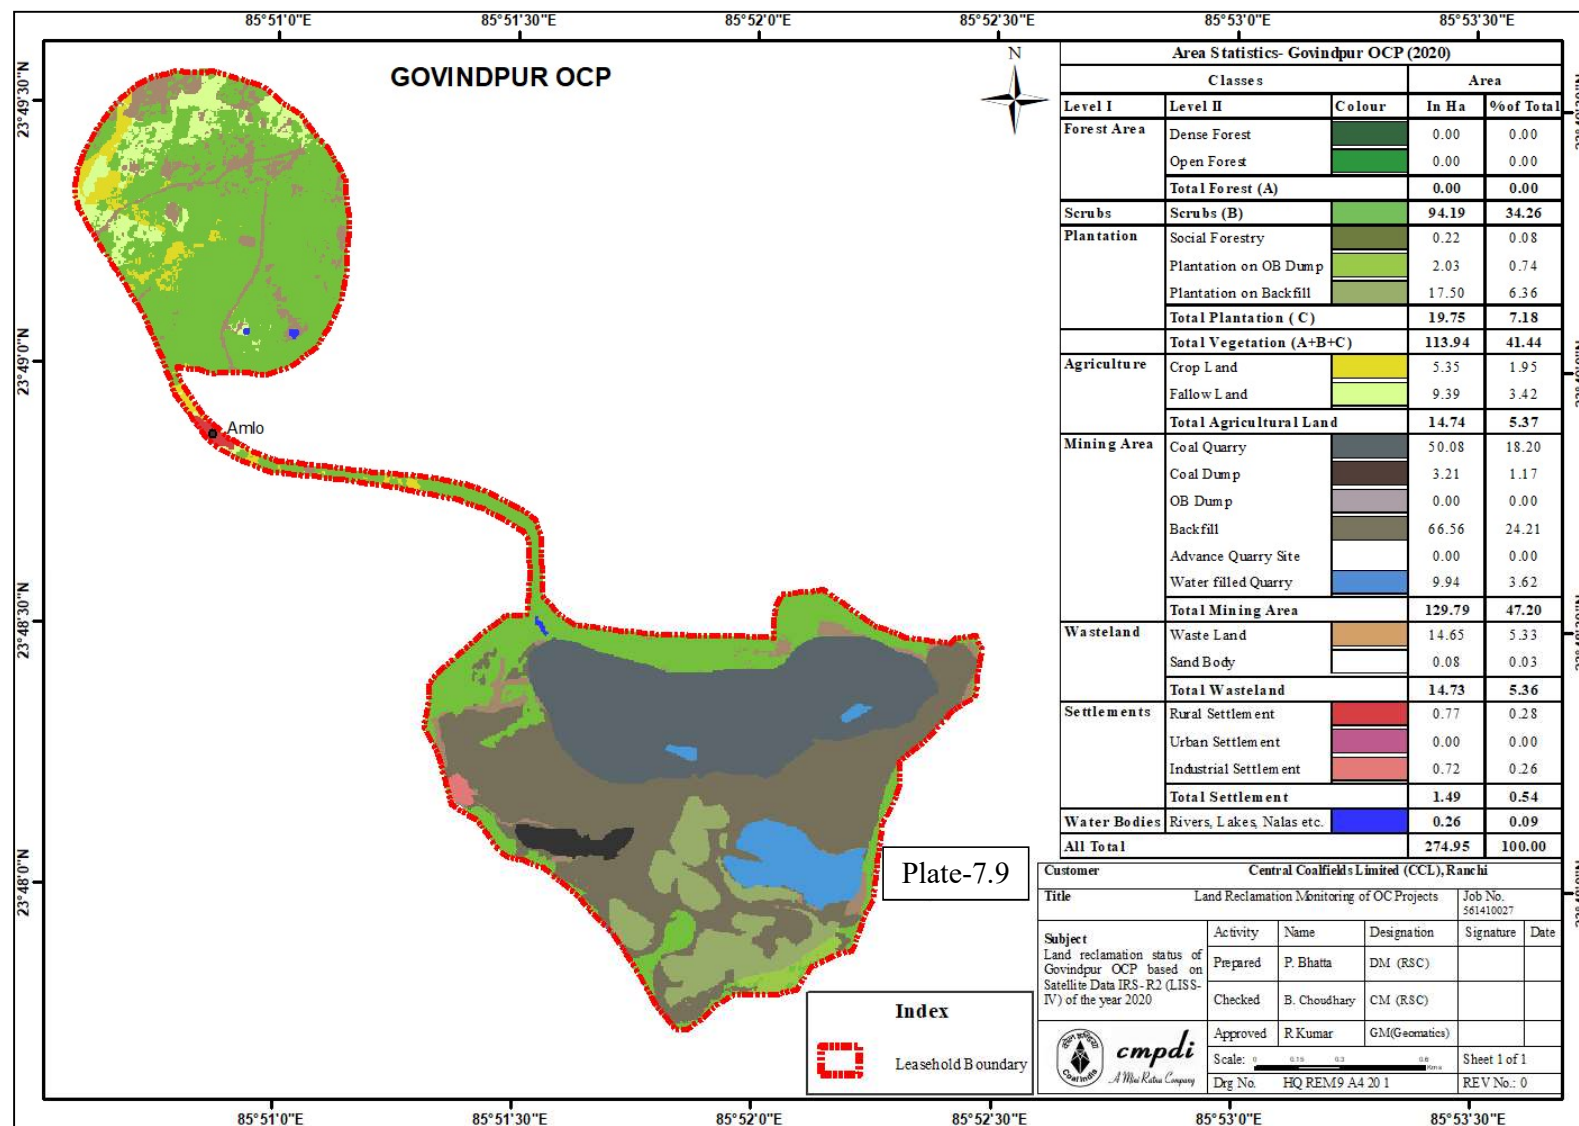 85°51'0"E 85°51'30"E 85°52'0"E 85°52'30"E 85°53'0"E 85°53'30"E
GOVINDPUR OCP
N
23°49'30"N
23°49'0"N
23°48'30"N
23°48'0"N
Amlo
Plate-7.9
Index
Leasehold Boundary
Area Statistics- Govindpur OCP (2020)
Classes Area
Level I Level II Colour In Ha % of Total
Forest Area Dense Forest 0.00 0.00
Open Forest 0.00 0.00
Total Forest (A) 0.00 0.00
Scrubs Scrubs (B) 94.19 34.26
Plantation Social Forestry 0.22 0.08
Plantation on OB Dump 2.03 0.74
Plantation on Backfill 17.50 6.36
Total Plantation ( C) 19.75 7.18
Total Vegetation (A+B+C) 113.94 41.44
Agriculture Crop Land 5.35 1.95
Fallow Land 9.39 3.42
Total Agricultural Land 14.74 5.37
Mining Area Coal Quarry 50.08 18.20
Coal Dump 3.21 1.17
OB Dump 0.00 0.00
Backfill 66.56 24.21
Advance Quarry Site 0.00 0.00
Water filled Quarry 9.94 3.62
Total Mining Area 129.79 47.20
Wasteland Waste Land 14.65 5.33
Sand Body 0.08 0.03
Total Wasteland 14.73 5.36
Settlements Rural Settlement 0.77 0.28
Urban Settlement 0.00 0.00
Industrial Settlement 0.72 0.26
Total Settlement 1.49 0.54
Water Bodies Rivers, Lakes, Nalas etc. 0.26 0.09
All Total 274.95 100.00
Customer Central Coalfields Limited (CCL), Ranchi
Title Land Reclamation Monitoring of OC Projects Job No. 561410027
Subject
Land reclamation status of
Govindpur OCP based on
Satellite Data IRS-R2 (LISS-
IV) of the year 2020
Activity Name Designation Signature Date
Prepared P. Bhatta DM (RSC)
Checked B. Choudhary CM (RSC)
Approved R Kumar GM(Geomatics)
Coal India
cmpdi
A Mini Ratna Company
Scale: 0 0.15 0.3 0.6 Kms Sheet 1 of 1
Drg No. HQ REM9 A4 20 1 REV No.: 0
85°51'0"E 85°51'30"E 85°52'0"E 85°52'30"E 85°53'0"E 85°53'30"E